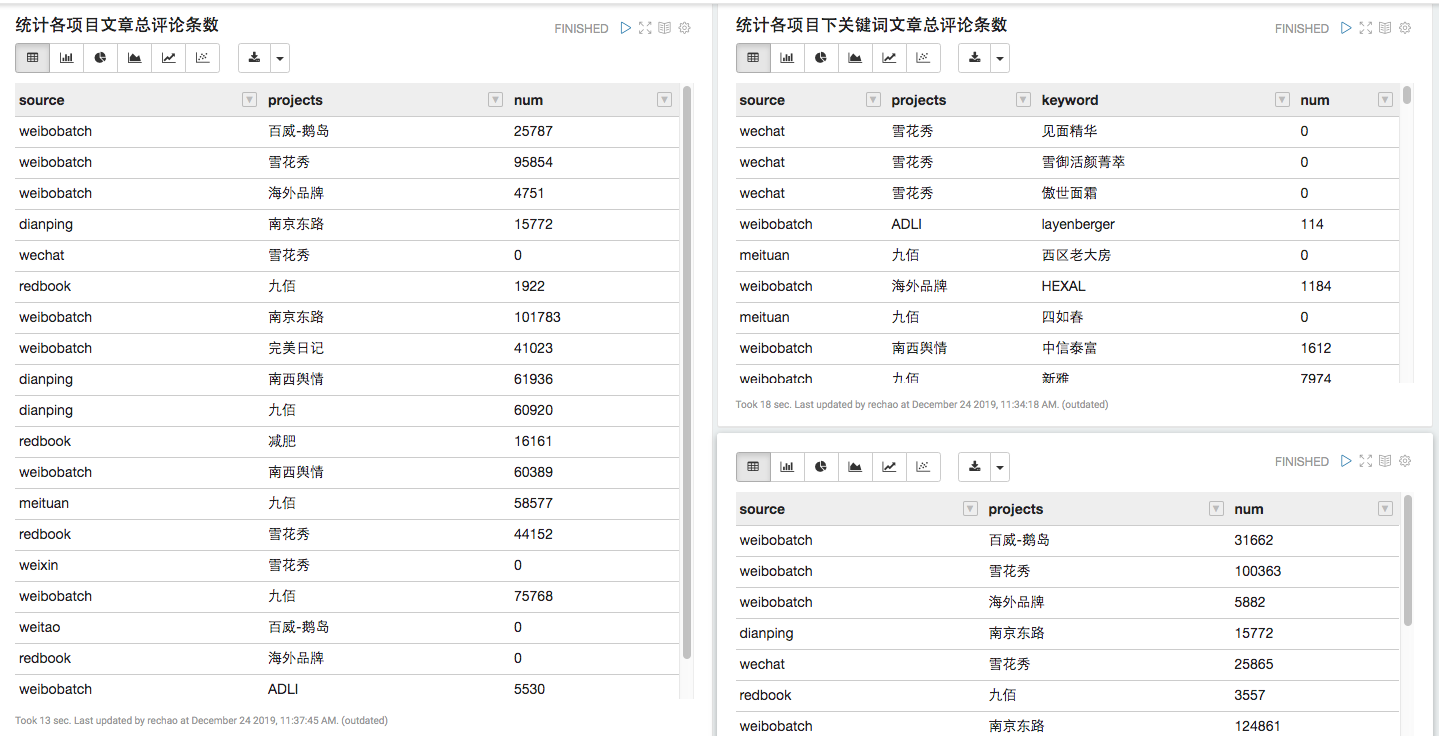 统计各项目文章总评论条数
FINISHED
source projects num
weibobatch 百威-鹅岛 25787
weibobatch 雪花秀 95854
weibobatch 海外品牌 4751
dianping 南京东路 15772
wechat 雪花秀 0
redbook 九佰 1922
weibobatch 南京东路 101783
weibobatch 完美日记 41023
dianping 南西舆情 61936
dianping 九佰 60920
redbook 减肥 16161
weibobatch 南西舆情 60389
meituan 九佰 58577
redbook 雪花秀 44152
weixin 雪花秀 0
weibobatch 九佰 75768
weitao 百威-鹅岛 0
redbook 海外品牌 0
weibobatch ADLI 5530
Took 13 sec. Last updated by rechao at December 24 2019, 11:37:45 AM. (outdated)
统计各项目下关键词文章总评论条数
FINISHED
source projects keyword num
wechat 雪花秀 见面精华 0
wechat 雪花秀 雪御活颜菁萃 0
wechat 雪花秀 傲世面霜 0
weibobatch ADLI layenberger 114
meituan 九佰 西区老大房 0
weibobatch 海外品牌 HEXAL 1184
meituan 九佰 四如春 0
weibobatch 南西舆情 中信泰富 1612
weibobatch 九佰 新雅 7974
Took 18 sec. Last updated by rechao at December 24 2019, 11:34:18 AM. (outdated)
FINISHED
source projects num
weibobatch 百威-鹅岛 31662
weibobatch 雪花秀 100363
weibobatch 海外品牌 5882
dianping 南京东路 15772
wechat 雪花秀 25865
redbook 九佰 3557
weibobatch 南京东路 124861